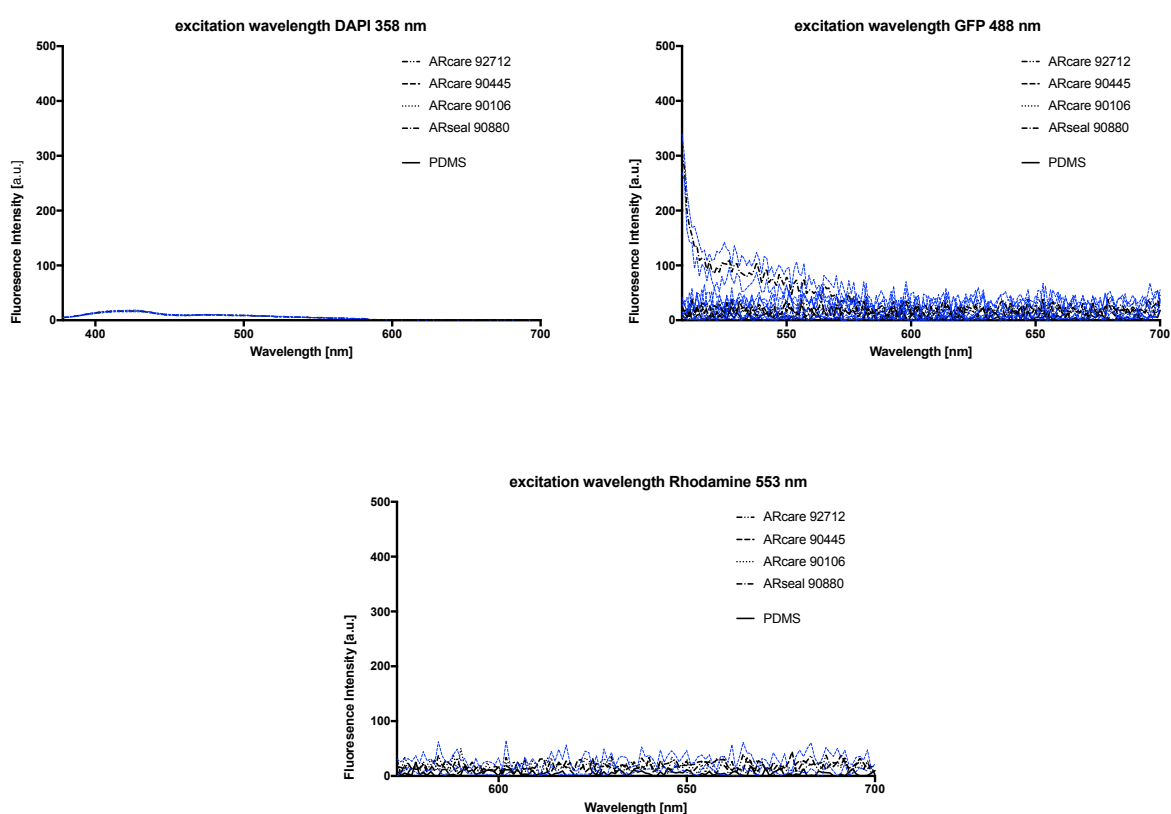 excitation wavelength DAPI 358 nm
500
400
300
200
100
0
Fluoresence Intensity [a.u.]
ARcare 92712
ARcare 90445
ARcare 90106
ARseal 90880
PDMS
400
500
600
700
Wavelength [nm]
excitation wavelength GFP 488 nm
500
400
300
200
100
0
Fluoresence Intensity [a.u.]
ARcare 92712
ARcare 90445
ARcare 90106
ARseal 90880
PDMS
550
600
650
700
Wavelength [nm]
excitation wavelength Rhodamine 553 nm
500
400
300
200
100
0
Fluoresence Intensity [a.u.]
ARcare 92712
ARcare 90445
ARcare 90106
ARseal 90880
PDMS
600
650
700
Wavelength [nm]